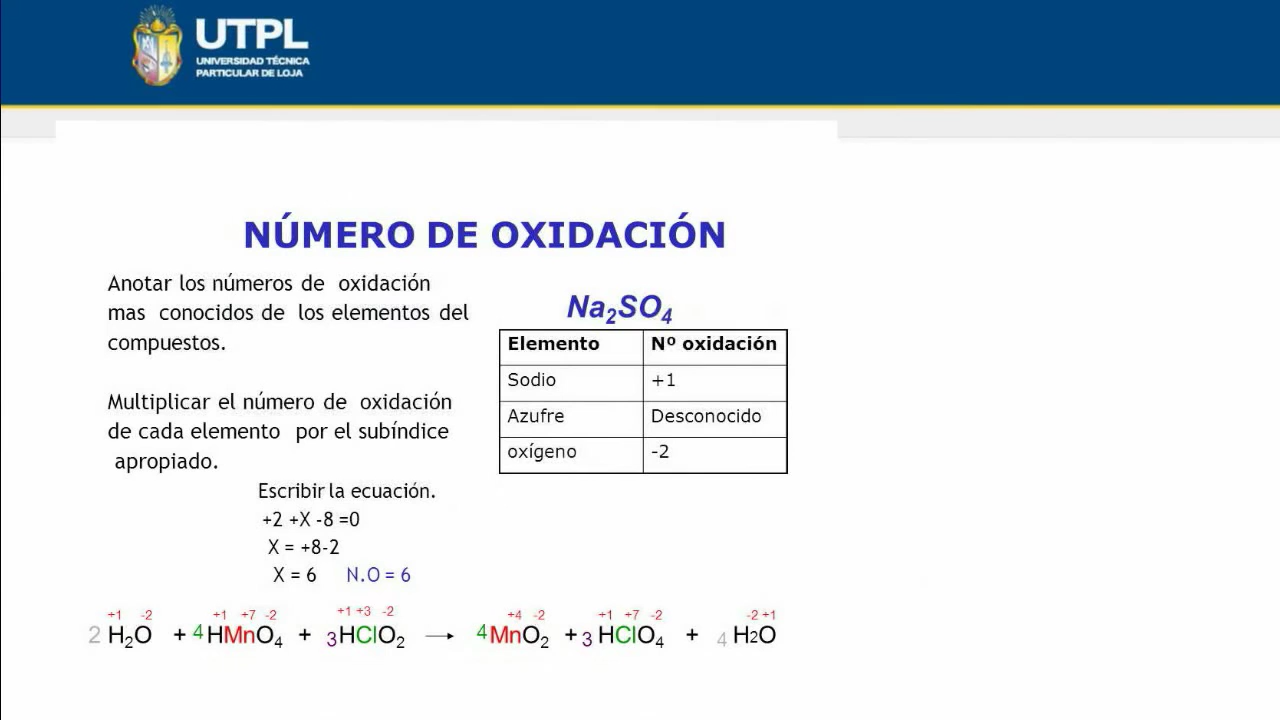 UTPL
UNIVERSIDAD TÉCNICA
PARTICULAR DE LOJA
NÚMERO DE OXIDACIÓN
Anotar los números de oxidación
mas conocidos de los elementos del
compuestos.
Multiplicar el número de oxidación
de cada elemento por el subíndice
apropiado.
Escribir la ecuación.
+2 +X -8 =0
X = +8-2
X = 6 N.O = 6
Na₂SO₄
Elemento Nº oxidación
Sodio +1
Azufre Desconocido
oxígeno -2
+1 -2 +1 +7 -2 +1 +3 -2 +4 -2 +1 +7 -2 -2 +1
2 H₂O + 4 HMnO₄ + 3 HClO₂ → 4 MnO₂ + 3 HClO₄ + 4 H2O